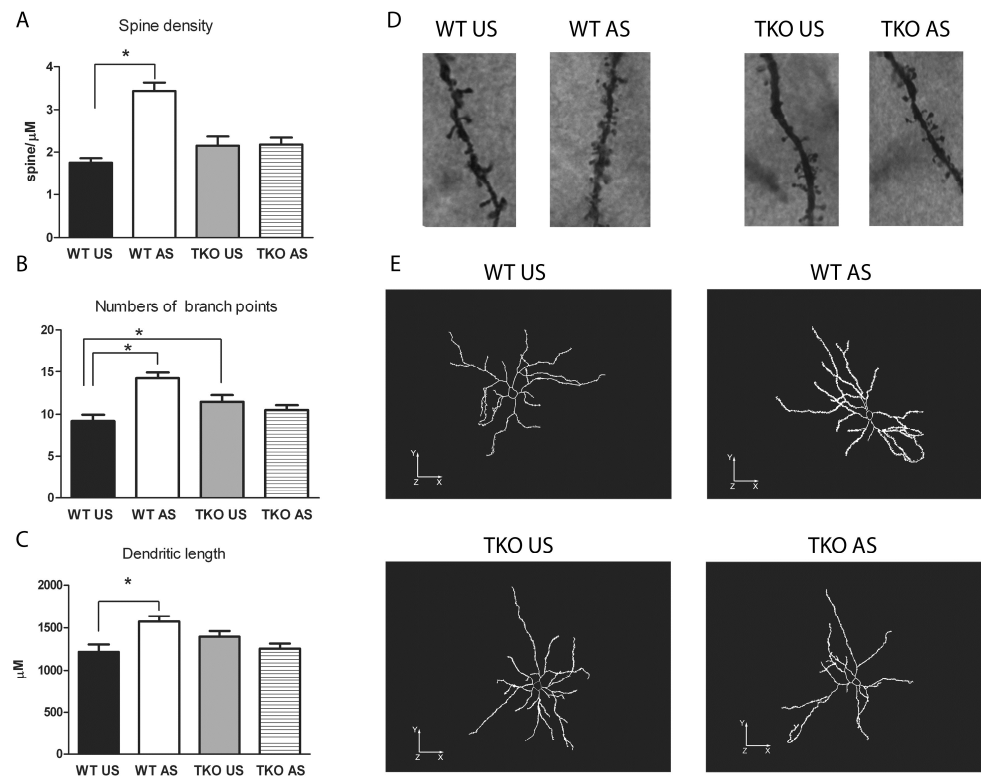 A
Spine density
*
4
3
2
1
0
spine/µM
WT US WT AS TKO US TKO AS
B
Numbers of branch points
*
*
20
15
10
5
0
WT US WT AS TKO US TKO AS
C
Dendritic length
*
2000
1500
1000
500
0
µM
WT US WT AS TKO US TKO AS
D
WT US WT AS TKO US TKO AS
E
WT US WT AS
Y
Z X
Y
Z X
TKO US TKO AS
Y
Z X
Y
Z X